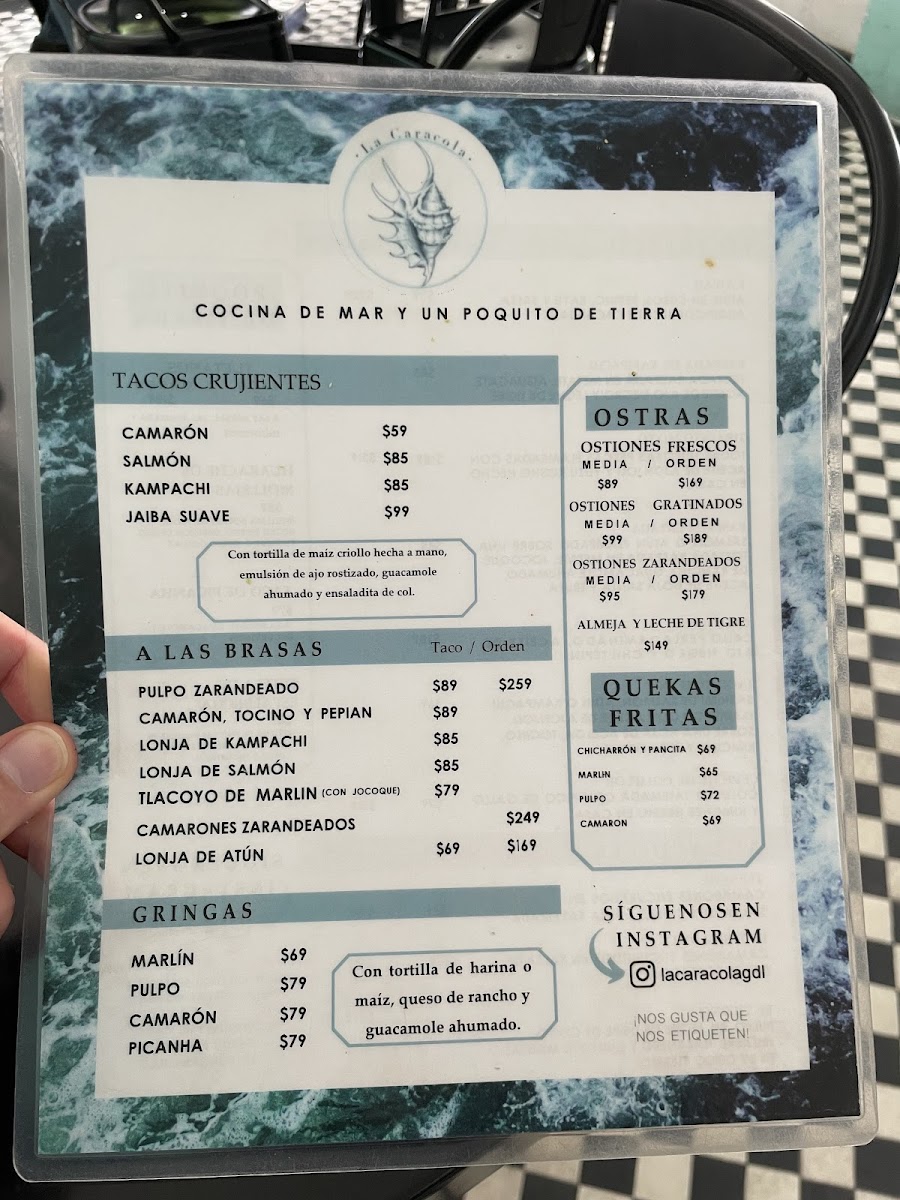 · La Caracola ·
COCINA DE MAR Y UN POQUITO DE TIERRA
TACOS CRUJIENTES
CAMARÓN $59
SALMÓN $85
KAMPACHI $85
JAIBA SUAVE $99
Con tortilla de maíz criollo hecha a mano,
emulsión de ajo rostizado, guacamole
ahumado y ensaladita de col.
A LAS BRASAS Taco / Orden
PULPO ZARANDEADO $89 $259
CAMARÓN, TOCINO Y PEPIAN $89
LONJA DE KAMPACHI $85
LONJA DE SALMÓN $85
TLACOYO DE MARLIN (CON JOCOQUE) $79
CAMARONES ZARANDEADOS $249
LONJA DE ATÚN $69 $169
GRINGAS
MARLÍN $69
PULPO $79
CAMARÓN $79
PICANHA $79
Con tortilla de harina o
maíz, queso de rancho y
guacamole ahumado.
OSTRAS
OSTIONES FRESCOS
MEDIA / ORDEN
$89 $169
OSTIONES GRATINADOS
MEDIA / ORDEN
$99 $189
OSTIONES ZARANDEADOS
MEDIA / ORDEN
$95 $179
ALMEJA Y LECHE DE TIGRE
$149
QUEKAS
FRITAS
CHICHARRÓN Y PANCITA $69
MARLIN $65
PULPO $72
CAMARON $69
SÍGUENOSEN
INSTAGRAM
lacaracolagdl
¡NOS GUSTA QUE
NOS ETIQUETEN!